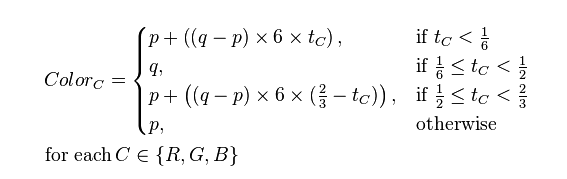 Color_C = { p + ((q − p) × 6 × t_C), if t_C < 1/6
q, if 1/6 ≤ t_C < 1/2
p + ((q − p) × 6 × (2/3 − t_C)), if 1/2 ≤ t_C < 2/3
p, otherwise
for each C ∈ {R, G, B}